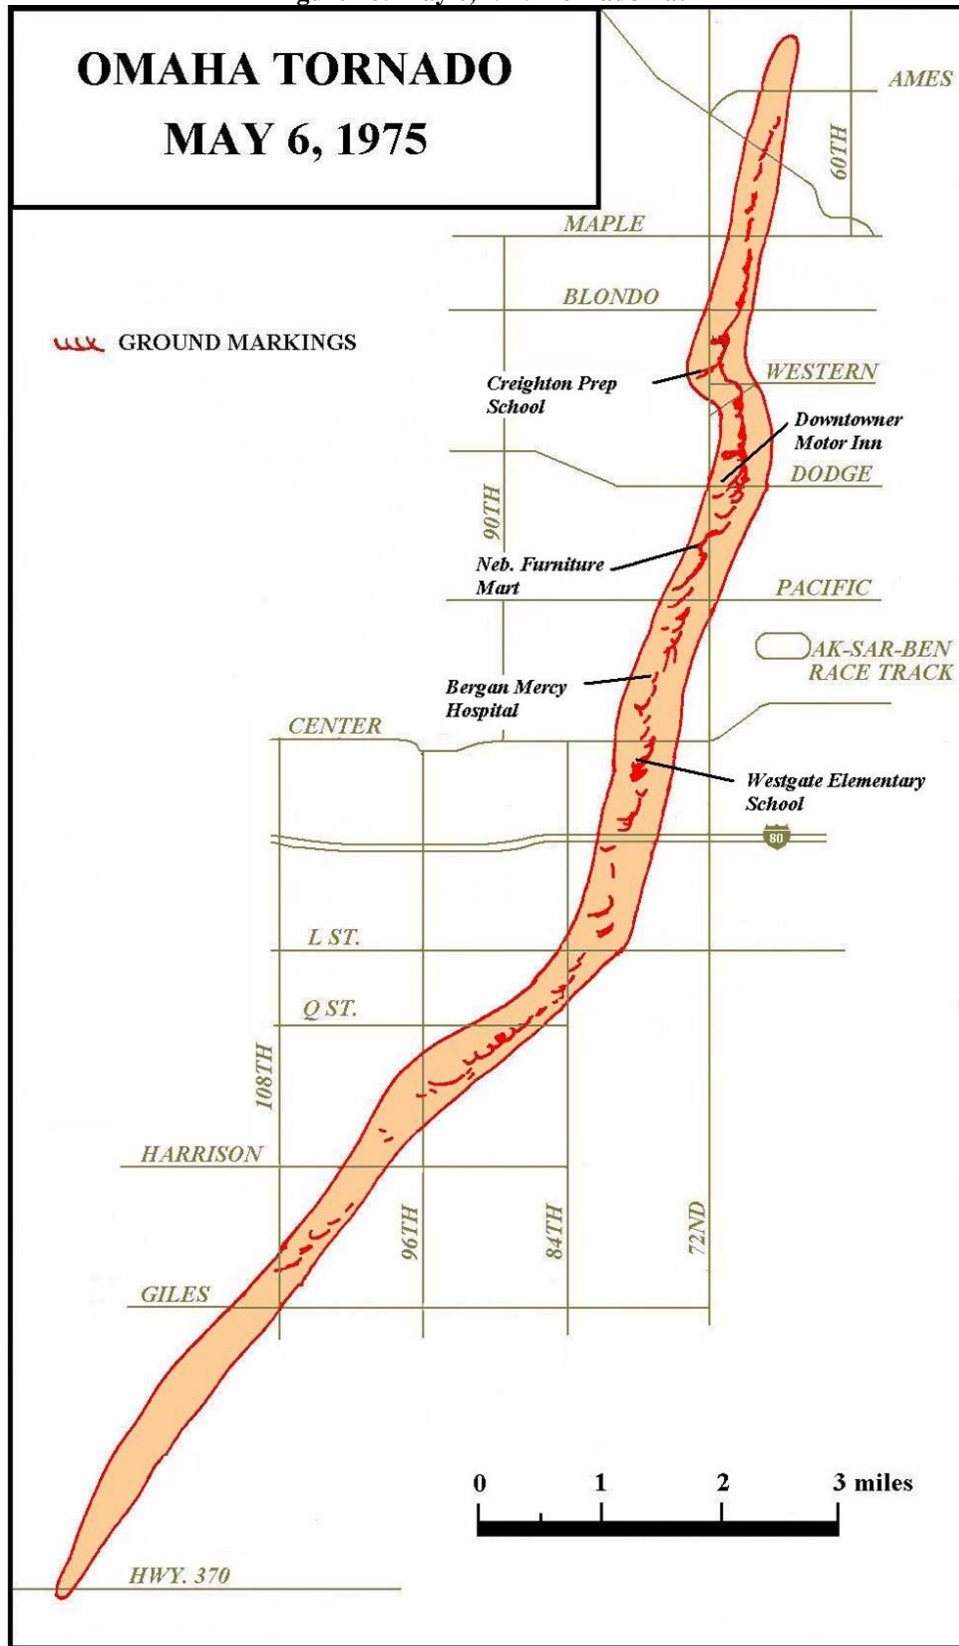 OMAHA TORNADO
MAY 6, 1975
AMES
60TH
MAPLE
BLONDO
GROUND MARKINGS
WESTERN
Creighton Prep
School
Downtowner
Motor Inn
DODGE
90TH
Neb. Furniture
Mart
PACIFIC
AK-SAR-BEN
RACE TRACK
Bergan Mercy
Hospital
CENTER
Westgate Elementary
School
80
L ST.
Q ST.
108TH
HARRISON
96TH
84TH
72ND
GILES
0 1 2 3 miles
HWY. 370